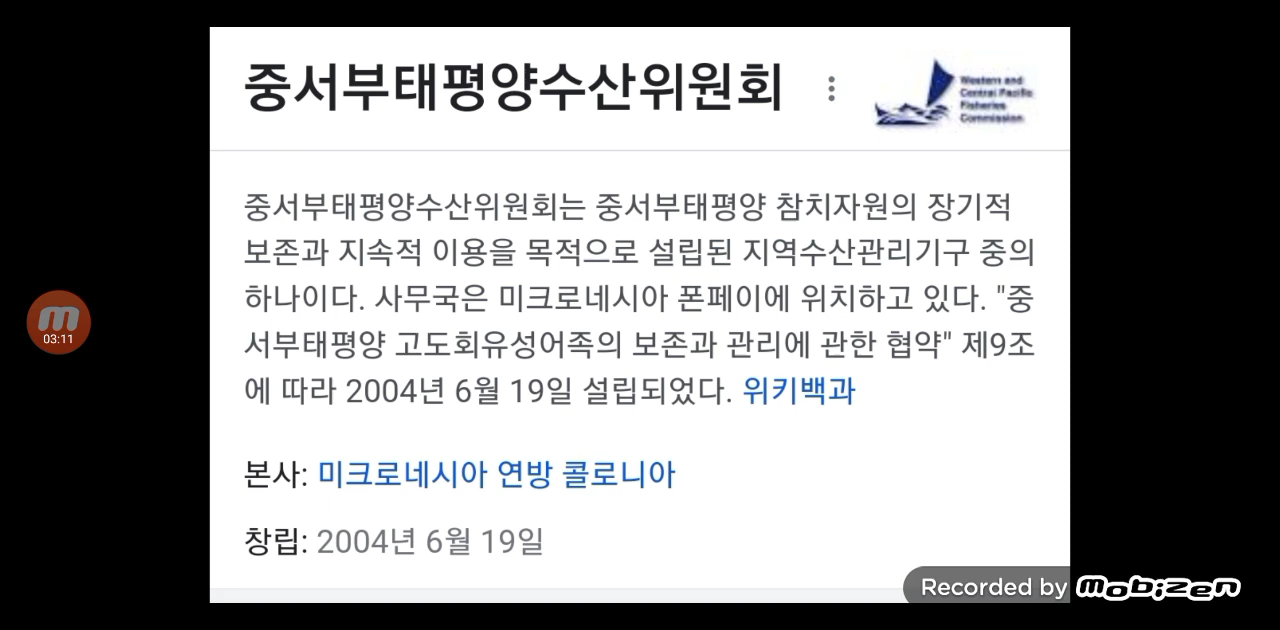 중서부태평양수산위원회
Western and
Central Pacific
Fisheries
Commission
중서부태평양수산위원회는 중서부태평양 참치자원의 장기적
보존과 지속적 이용을 목적으로 설립된 지역수산관리기구 중의
하나이다. 사무국은 미크로네시아 폰페이에 위치하고 있다. "중
서부태평양 고도회유성어족의 보존과 관리에 관한 협약" 제9조
에 따라 2004년 6월 19일 설립되었다. 위키백과
본사: 미크로네시아 연방 콜로니아
창립: 2004년 6월 19일
m
03:11
Recorded by mobizen